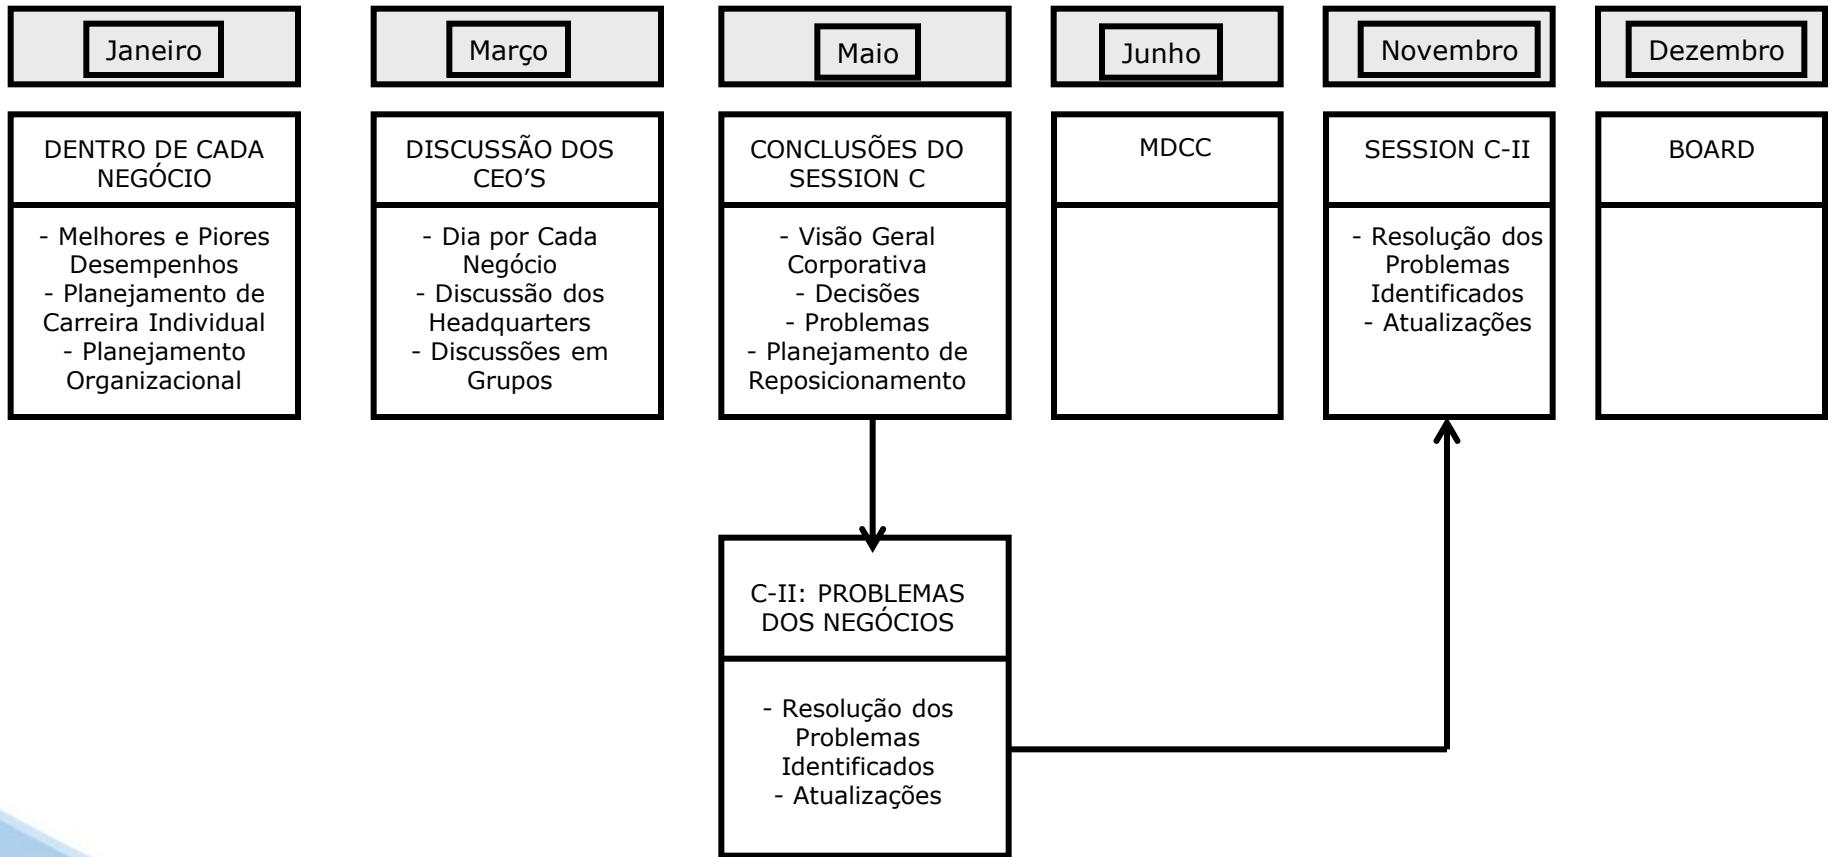 Janeiro
Março
Maio
Junho
Novembro
Dezembro
DENTRO DE CADA
NEGÓCIO
- Melhores e Piores
Desempenhos
- Planejamento de
Carreira Individual
- Planejamento
Organizacional
DISCUSSÃO DOS
CEO’S
- Dia por Cada
Negócio
- Discussão dos
Headquarters
- Discussões em
Grupos
CONCLUSÕES DO
SESSION C
- Visão Geral
Corporativa
- Decisões
- Problemas
- Planejamento de
Reposicionamento
MDCC
SESSION C-II
- Resolução dos
Problemas
Identificados
- Atualizações
BOARD
C-II: PROBLEMAS
DOS NEGÓCIOS
- Resolução dos
Problemas
Identificados
- Atualizações